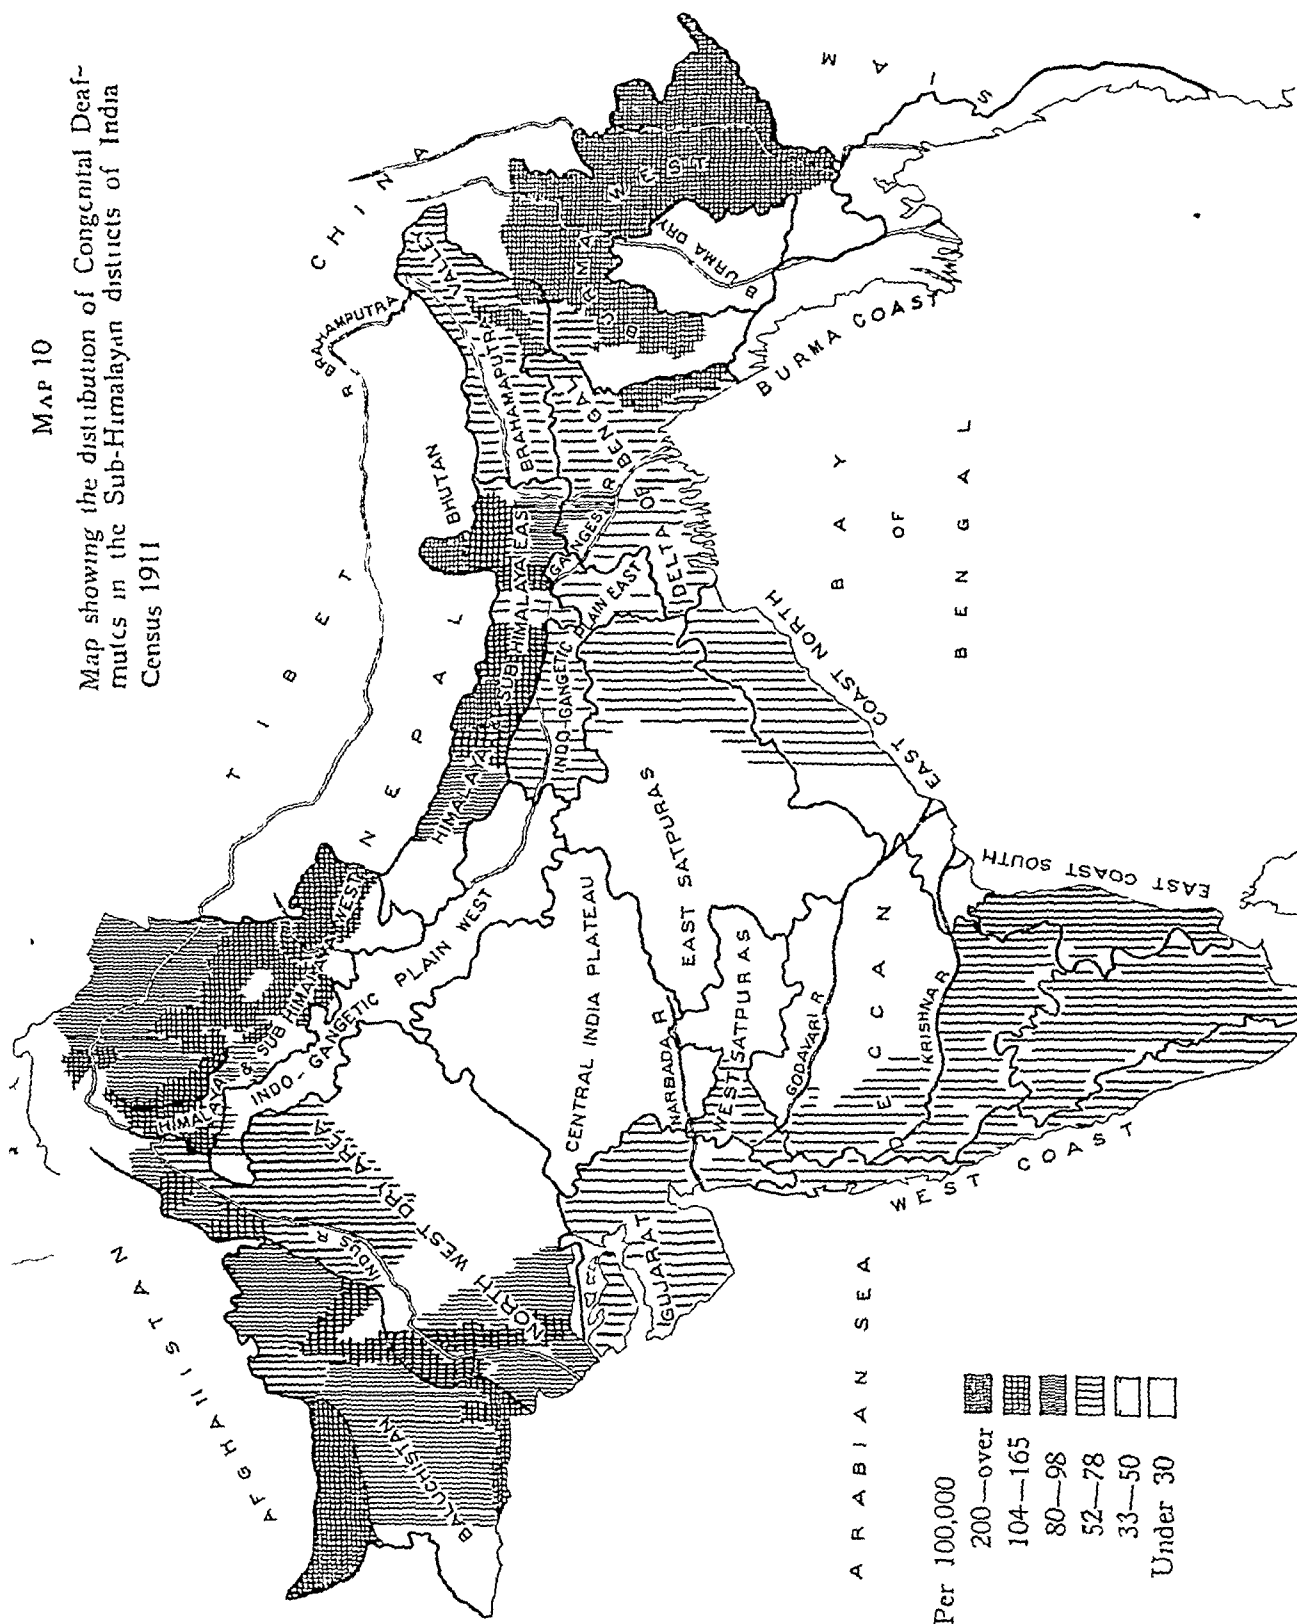 MAP 10
Map showing the distribution of Congenital Deaf-
mutes in the Sub-Himalayan districts of India
Census 1911
CHINA
TIBET
R BRAHAMPUTRA
BHUTAN
NEPAL
SIAM
AFGHANISTAN
BALUCHISTAN
HIMALAYA & SUB HIMALAYA WEST
HIMALAYA & SUB HIMALAYA EAST
BRAHAMAPUTRA VALLEY
INDO-GANGETIC PLAIN WEST
INDO-GANGETIC PLAIN EAST
GANGES R
DELTA OF BENGAL
BURMA WEST
BURMA DRY
BURMA COAST
NORTH WEST DRY AREA
INDUS R
GUJARAT
CENTRAL INDIA PLATEAU
NARBADA R
EAST SATPURAS
WEST SATPURAS
GODAVARI R
DECCAN
KRISHNA R
EAST COAST NORTH
EAST COAST SOUTH
WEST COAST
BAY
OF
BENGAL
ARABIAN SEA
Per 100,000
200—over
104—165
80—98
52—78
33—50
Under 30